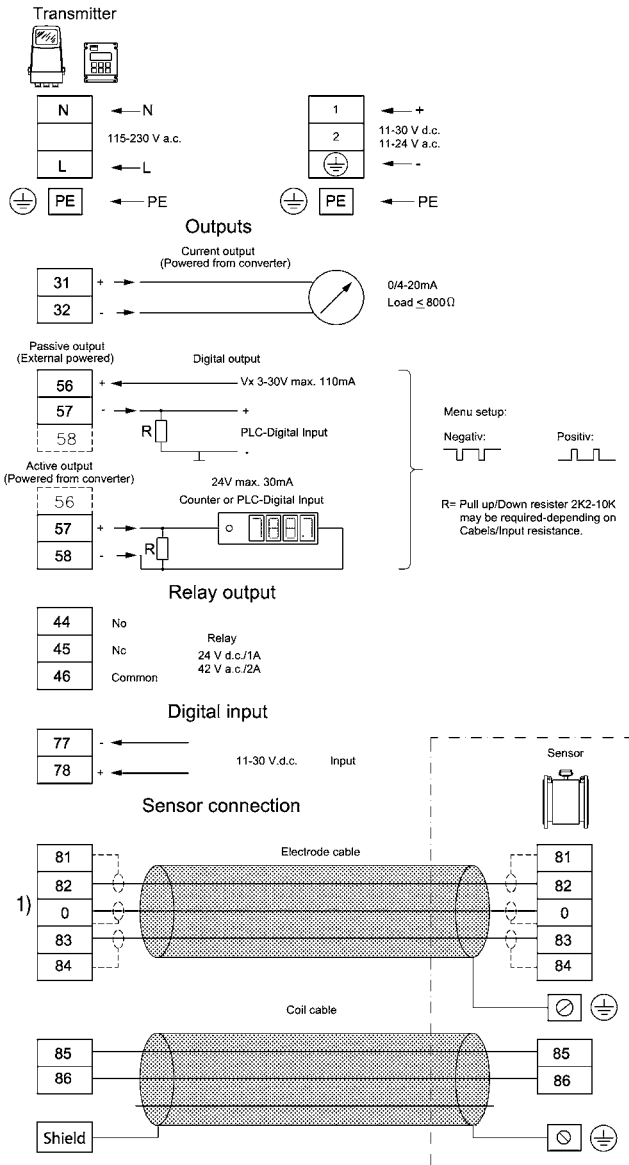 Transmitter
N
N
115-230 V a.c.
L
L
PE
PE
1
+
2
11-30 V d.c.
11-24 V a.c.
-
PE
PE
Outputs
Current output
(Powered from converter)
31
+
32
-
0/4-20mA
Load ≤ 800Ω
Passive output
(External powered)
Digital output
56
+
Vx 3-30V max. 110mA
57
-
+
58
R
PLC-Digital Input
-
Menu setup:
Negativ:
Positiv:
Active output
(Powered from converter)
24V max. 30mA
Counter or PLC-Digital Input
56
57
+
58
-
R
R= Pull up/Down resister 2K2-10K
may be required-depending on
Cabels/Input resistance.
Relay output
44
No
45
Nc
46
Common
Relay
24 V d.c./1A
42 V a.c./2A
Digital input
77
-
78
+
11-30 V.d.c.
Input
Sensor
Sensor connection
Electrode cable
81
81
82
82
1)
0
0
83
83
84
84
Coil cable
85
85
86
86
Shield